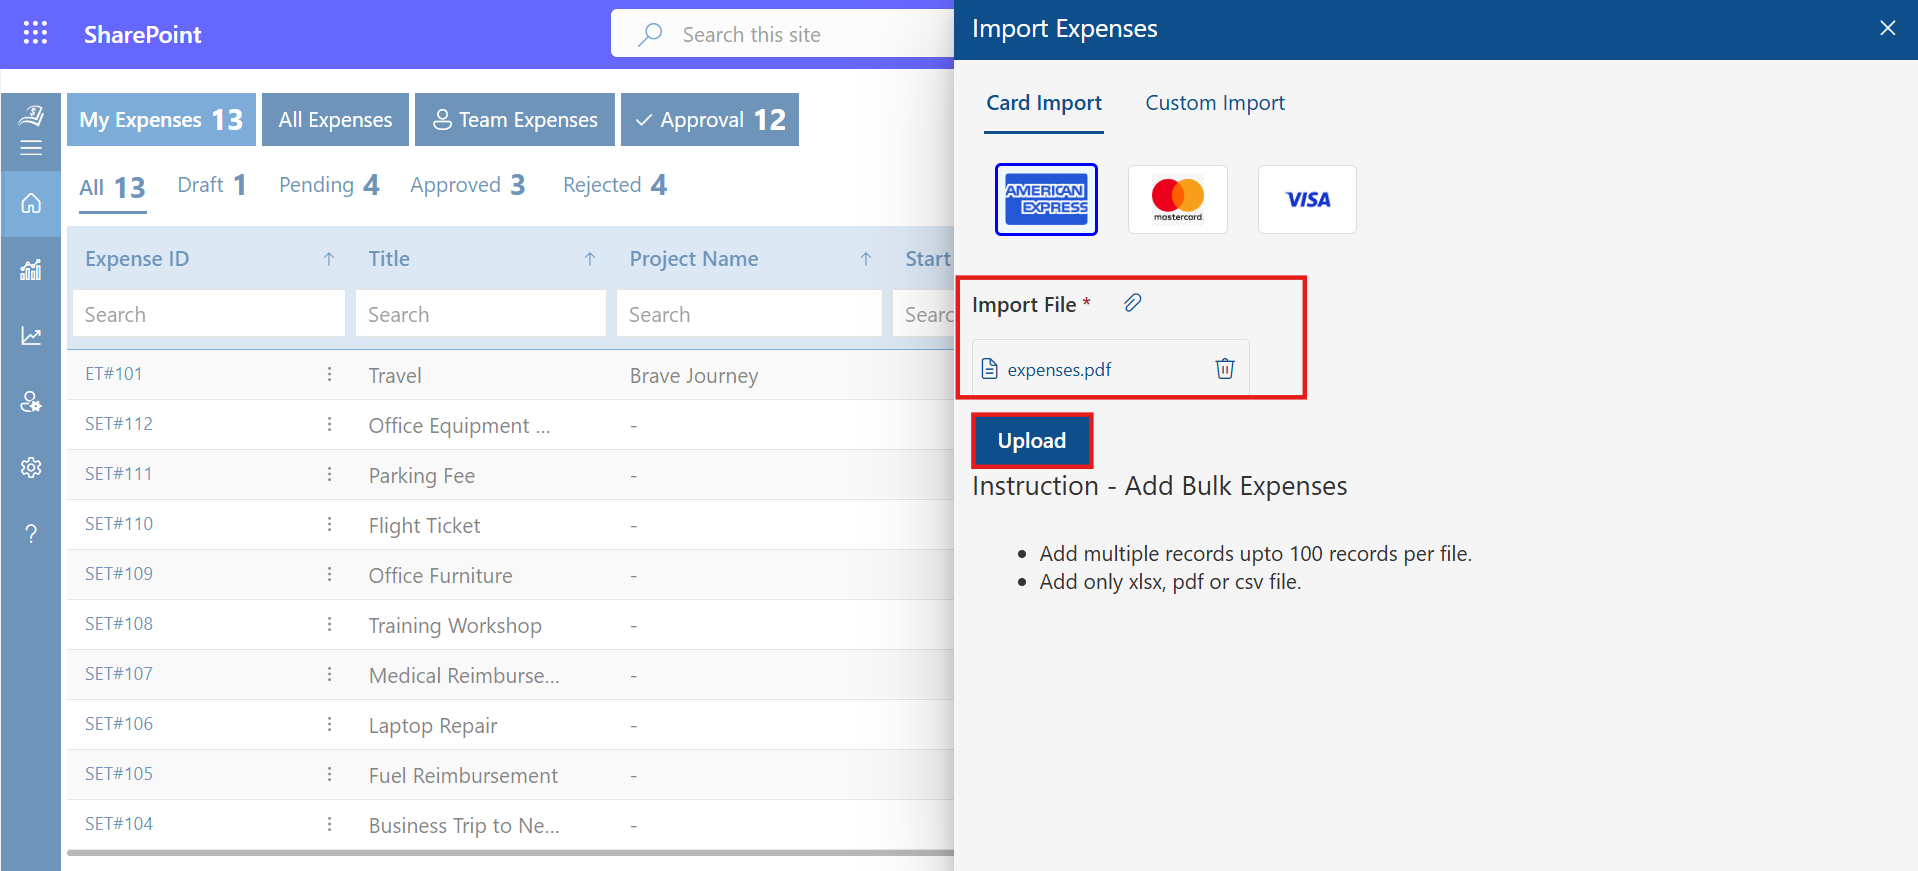 SharePoint
Search this site
My Expenses 13
All Expenses
Team Expenses
Approval 12
All 13
Draft 1
Pending 4
Approved 3
Rejected 4
Expense ID
Title
Project Name
Start
Search
Search
Search
Searc
ET#101
Travel
Brave Journey
SET#112
Office Equipment ...
-
SET#111
Parking Fee
-
SET#110
Flight Ticket
-
SET#109
Office Furniture
-
SET#108
Training Workshop
-
SET#107
Medical Reimburse...
-
SET#106
Laptop Repair
-
SET#105
Fuel Reimbursement
-
SET#104
Business Trip to Ne...
-
Import Expenses
Card Import
Custom Import
AMERICAN
EXPRESS
mastercard.
VISA
Import File *
expenses.pdf
Upload
Instruction - Add Bulk Expenses
• Add multiple records upto 100 records per file.
• Add only xlsx, pdf or csv file.